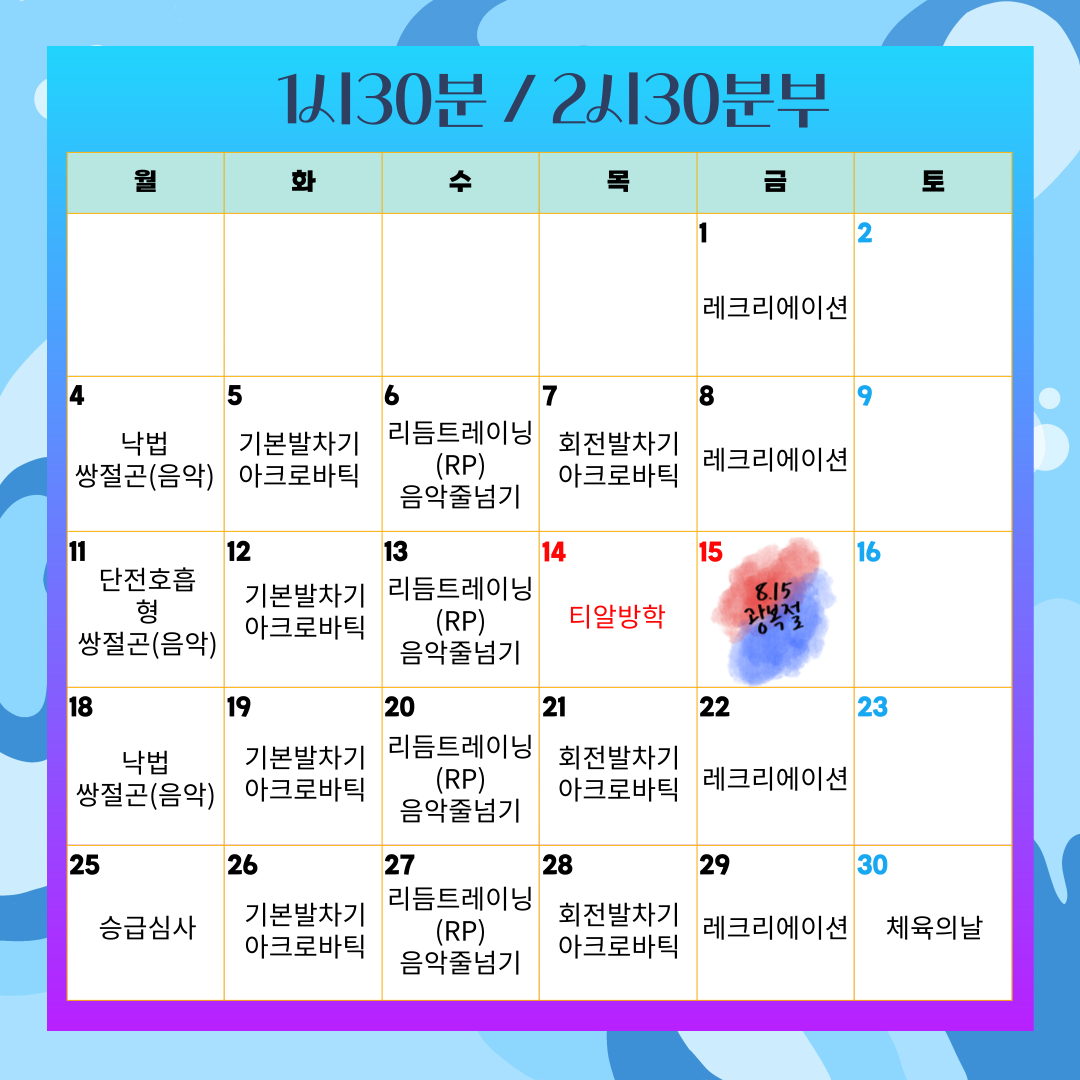 1시30분 / 2시30분부
월 화 수 목 금 토
1
레크리에이션
2
4
낙법
쌍절곤(음악)
5
기본발차기
아크로바틱
6
리듬트레이닝
(RP)
음악줄넘기
7
회전발차기
아크로바틱
8
레크리에이션
9
11
단전호흡
형
쌍절곤(음악)
12
기본발차기
아크로바틱
13
리듬트레이닝
(RP)
음악줄넘기
14
티알방학
15
8.15
광복절
16
18
낙법
쌍절곤(음악)
19
기본발차기
아크로바틱
20
리듬트레이닝
(RP)
음악줄넘기
21
회전발차기
아크로바틱
22
레크리에이션
23
25
승급심사
26
기본발차기
아크로바틱
27
리듬트레이닝
(RP)
음악줄넘기
28
회전발차기
아크로바틱
29
레크리에이션
30
체육의날